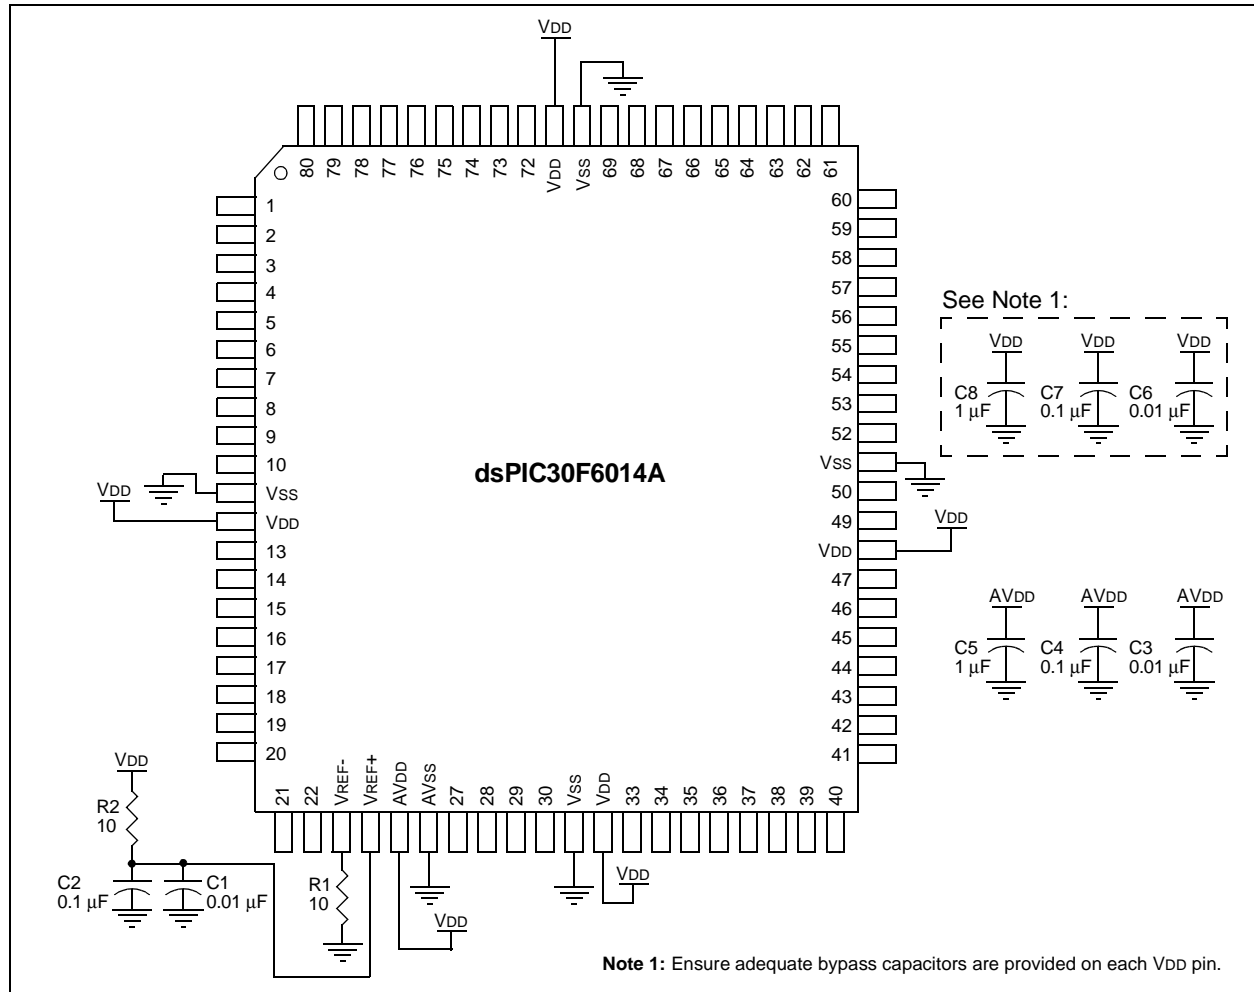 VDD
80 79 78 77 76 75 74 73 72 VDD VSS 69 68 67 66 65 64 63 62 61
1
2
3
4
5
6
7
8
9
10
VSS
VDD
VDD
13
14
15
16
17
18
19
20
dsPIC30F6014A
60
59
58
57
56
55
54
53
52
VSS
50
49
VDD
VDD
47
46
45
44
43
42
41
21 22 VREF- VREF+ AVDD AVSS 27 28 29 30 VSS VDD 33 34 35 36 37 38 39 40
See Note 1:
VDD VDD VDD
C8 C7 C6
1 µF 0.1 µF 0.01 µF
AVDD AVDD AVDD
C5 C4 C3
1 µF 0.1 µF 0.01 µF
VDD
R2
10
C2 C1
0.1 µF 0.01 µF
R1
10
VDD
VDD
Note 1: Ensure adequate bypass capacitors are provided on each VDD pin.